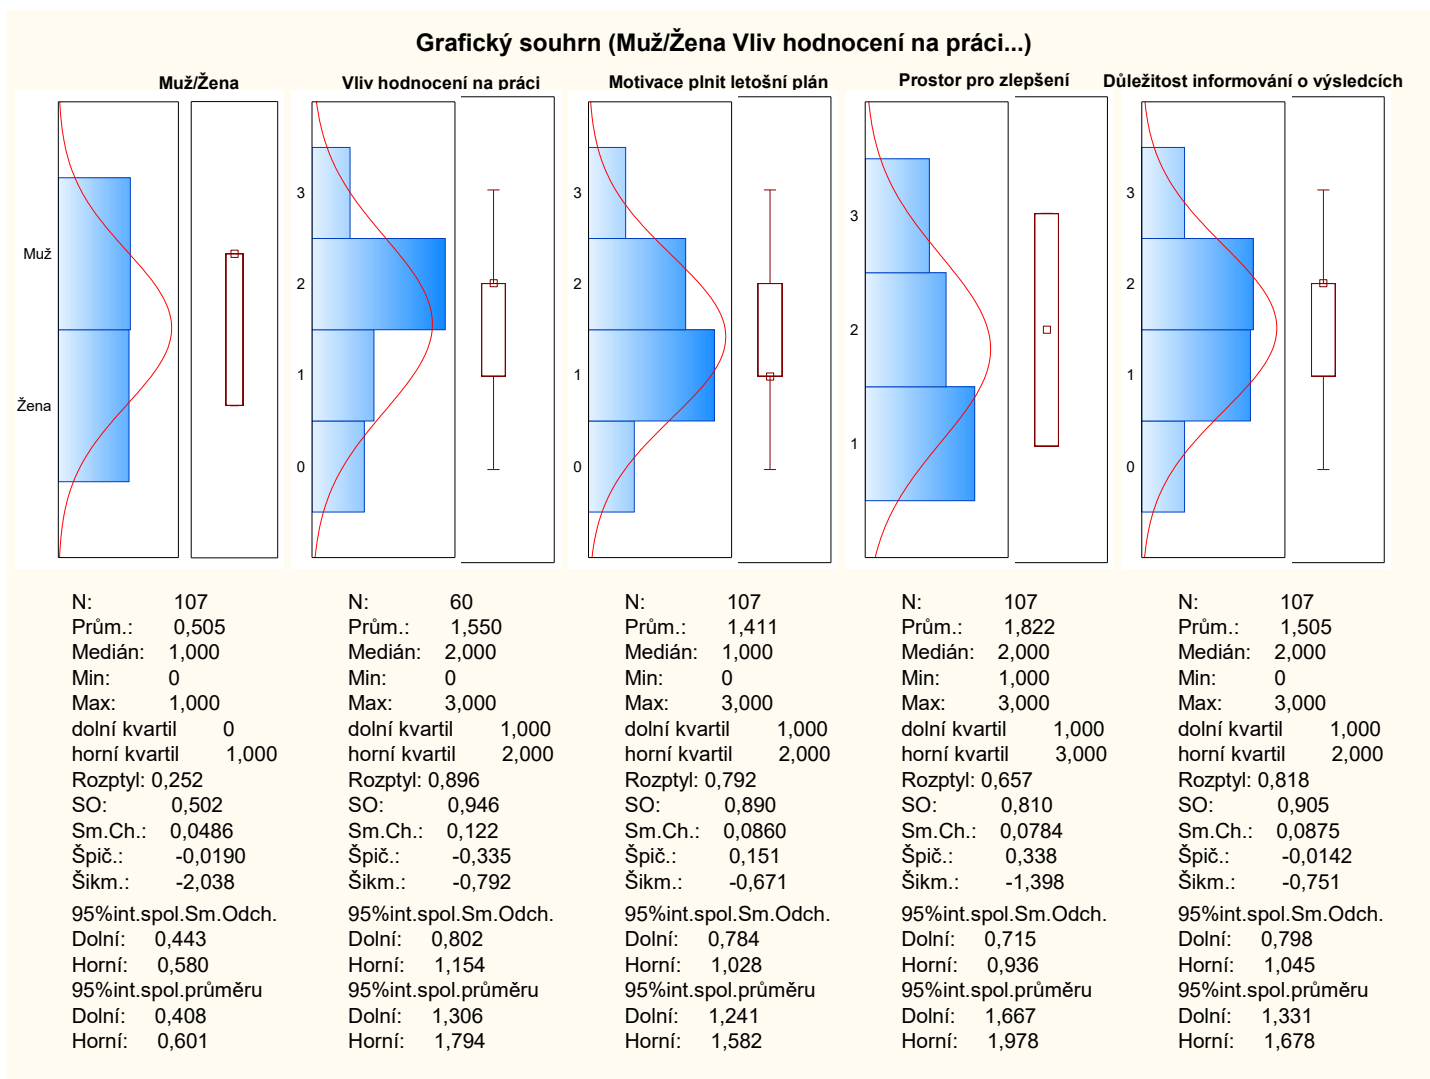 Grafický souhrn (Muž/Žena Vliv hodnocení na práci...)
Muž/Žena
Muž
Žena
N: 107
Prům.: 0,505
Medián: 1,000
Min: 0
Max: 1,000
dolní kvartil 0
horní kvartil 1,000
Rozptyl: 0,252
SO: 0,502
Sm.Ch.: 0,0486
Špič.: -0,0190
Šikm.: -2,038
95%int.spol.Sm.Odch.
Dolní: 0,443
Horní: 0,580
95%int.spol.průměru
Dolní: 0,408
Horní: 0,601
Vliv hodnocení na práci
3
2
1
0
N: 60
Prům.: 1,550
Medián: 2,000
Min: 0
Max: 3,000
dolní kvartil 1,000
horní kvartil 2,000
Rozptyl: 0,896
SO: 0,946
Sm.Ch.: 0,122
Špič.: -0,335
Šikm.: -0,792
95%int.spol.Sm.Odch.
Dolní: 0,802
Horní: 1,154
95%int.spol.průměru
Dolní: 1,306
Horní: 1,794
Motivace plnit letošní plán
3
2
1
0
N: 107
Prům.: 1,411
Medián: 1,000
Min: 0
Max: 3,000
dolní kvartil 1,000
horní kvartil 2,000
Rozptyl: 0,792
SO: 0,890
Sm.Ch.: 0,0860
Špič.: 0,151
Šikm.: -0,671
95%int.spol.Sm.Odch.
Dolní: 0,784
Horní: 1,028
95%int.spol.průměru
Dolní: 1,241
Horní: 1,582
Prostor pro zlepšení
3
2
1
N: 107
Prům.: 1,822
Medián: 2,000
Min: 1,000
Max: 3,000
dolní kvartil 1,000
horní kvartil 3,000
Rozptyl: 0,657
SO: 0,810
Sm.Ch.: 0,0784
Špič.: 0,338
Šikm.: -1,398
95%int.spol.Sm.Odch.
Dolní: 0,715
Horní: 0,936
95%int.spol.průměru
Dolní: 1,667
Horní: 1,978
Důležitost informování o výsledcích
3
2
1
0
N: 107
Prům.: 1,505
Medián: 2,000
Min: 0
Max: 3,000
dolní kvartil 1,000
horní kvartil 2,000
Rozptyl: 0,818
SO: 0,905
Sm.Ch.: 0,0875
Špič.: -0,0142
Šikm.: -0,751
95%int.spol.Sm.Odch.
Dolní: 0,798
Horní: 1,045
95%int.spol.průměru
Dolní: 1,331
Horní: 1,678